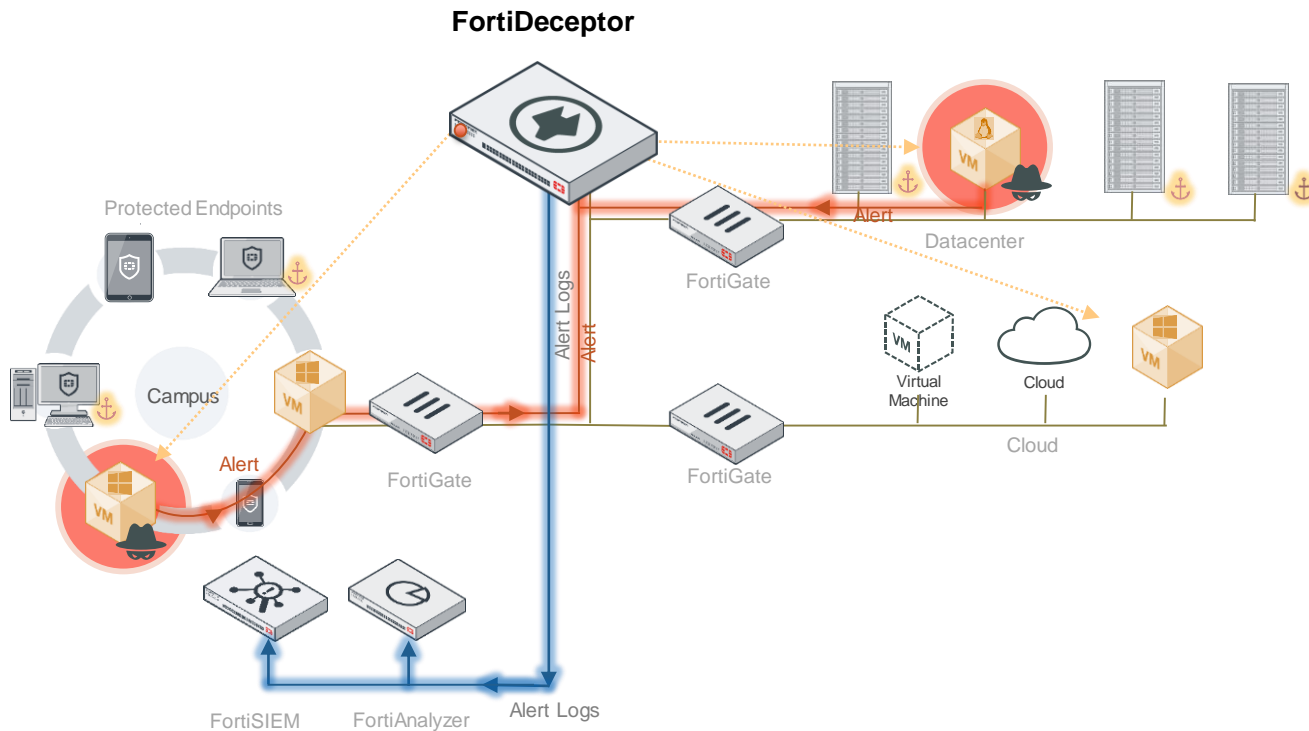 FortiDeceptor
Protected Endpoints
VM
Alert
Datacenter
FortiGate
Alert Logs
Alert
VM
Virtual
Machine
Cloud
VM
Campus
VM
FortiGate
FortiGate
Cloud
Alert
VM
FortiSIEM
FortiAnalyzer
Alert Logs